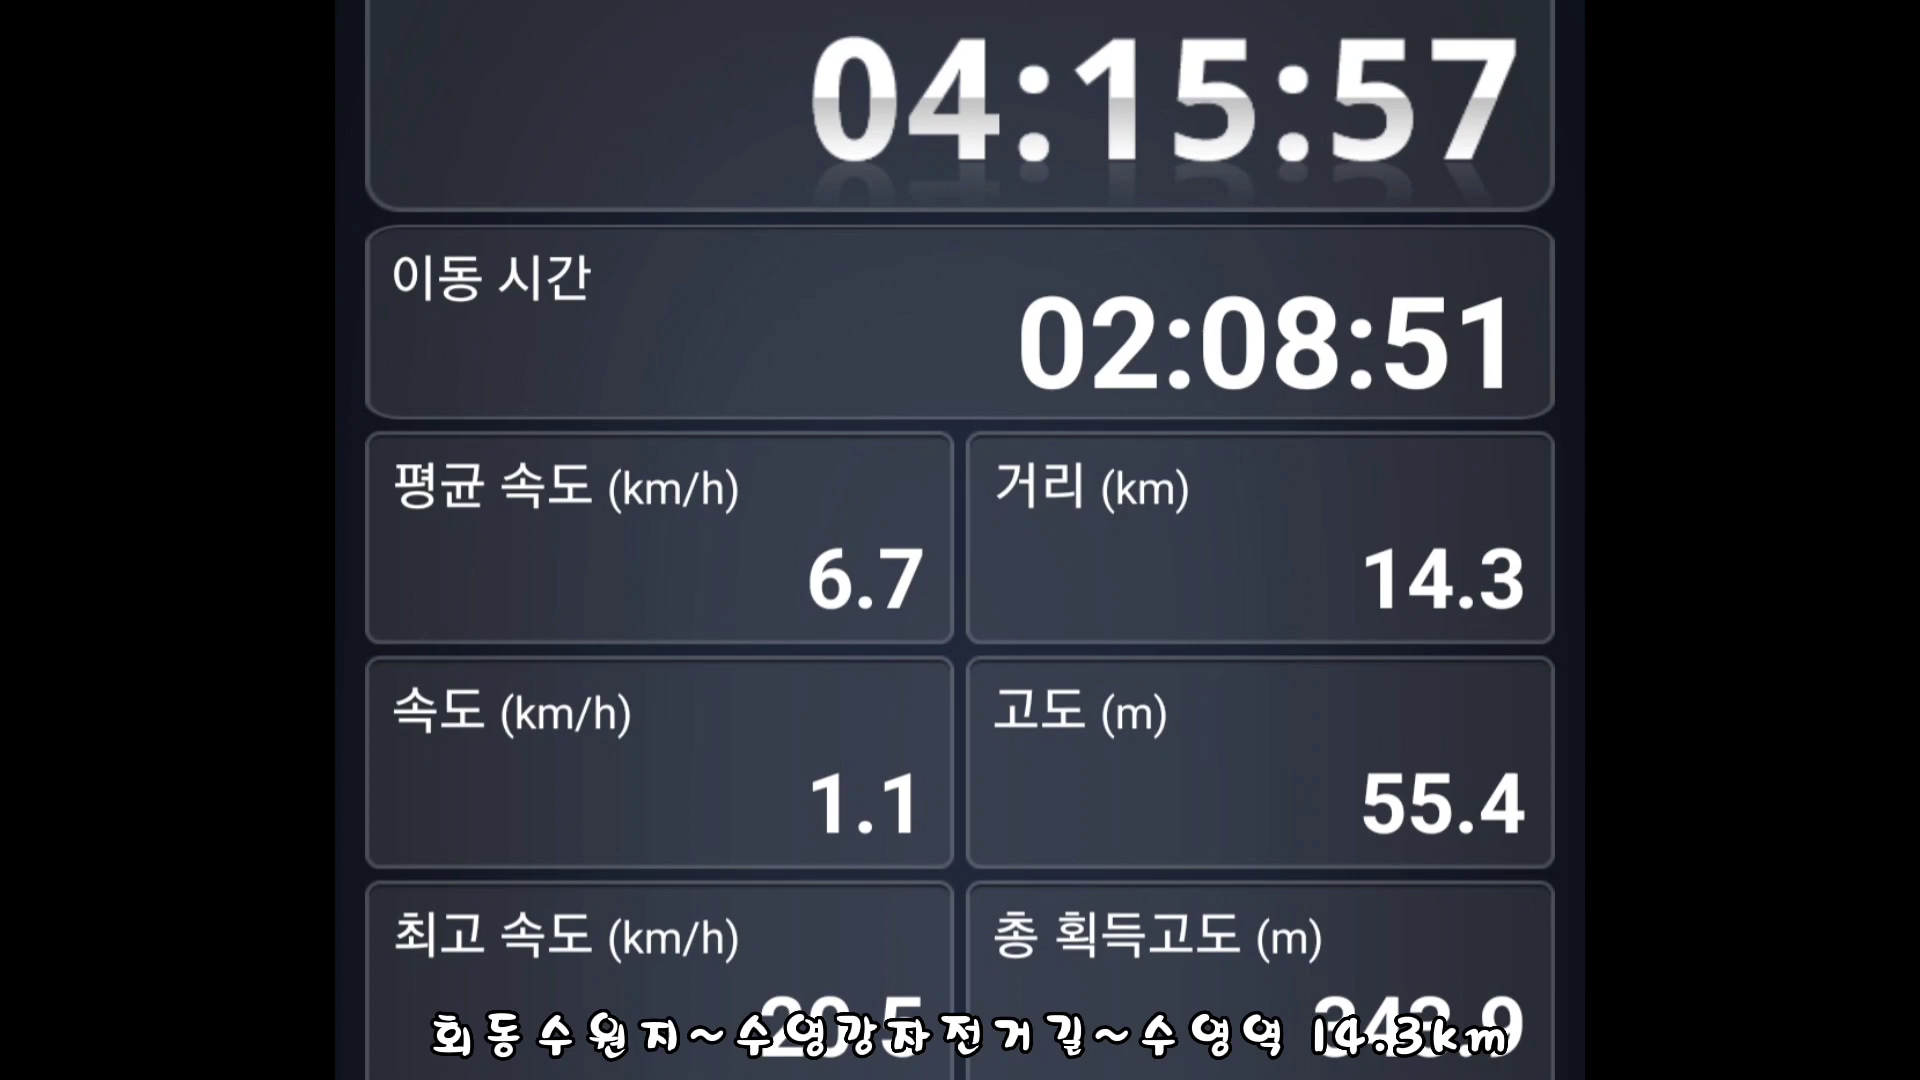 04:15:57
이동 시간
02:08:51
평균 속도 (km/h)
6.7
거리 (km)
14.3
속도 (km/h)
1.1
고도 (m)
55.4
최고 속도 (km/h)
총 획득고도 (m)
회동수원지~수영강자전거길~수영역 14.3km